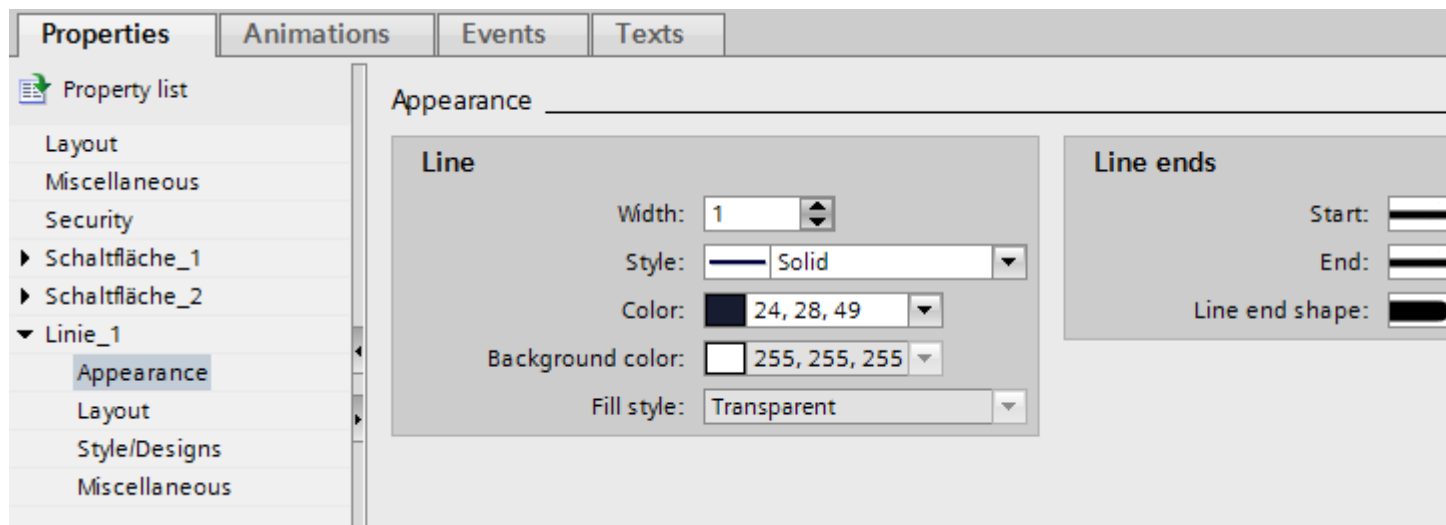 Properties
Animations
Events
Texts
Property list
Layout
Miscellaneous
Security
Schaltfläche_1
Schaltfläche_2
Linie_1
Appearance
Layout
Style/Designs
Miscellaneous
Appearance
Line
Width: 1
Style: Solid
Color: 24, 28, 49
Background color: 255, 255, 255
Fill style: Transparent
Line ends
Start:
End:
Line end shape: